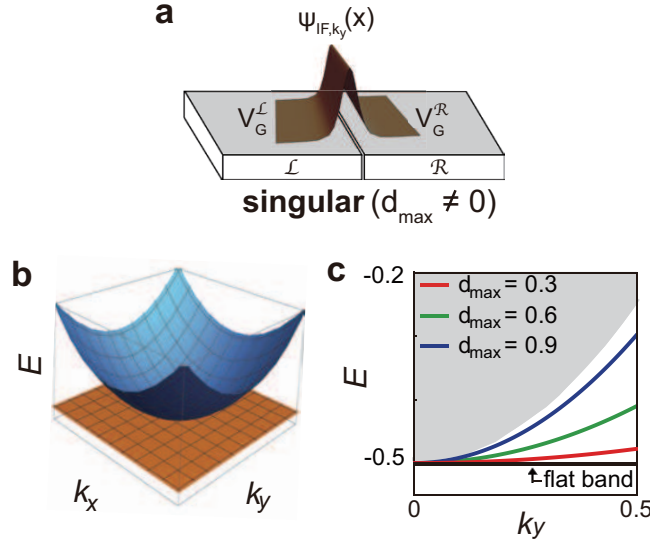 a
ψIF,ky(x)
VGℒ
VGℛ
ℒ
ℛ
singular (dmax ≠ 0)
b
E
kx
ky
c
-0.2
dmax = 0.3
dmax = 0.6
dmax = 0.9
E
-0.5
flat band
0
0.5
ky